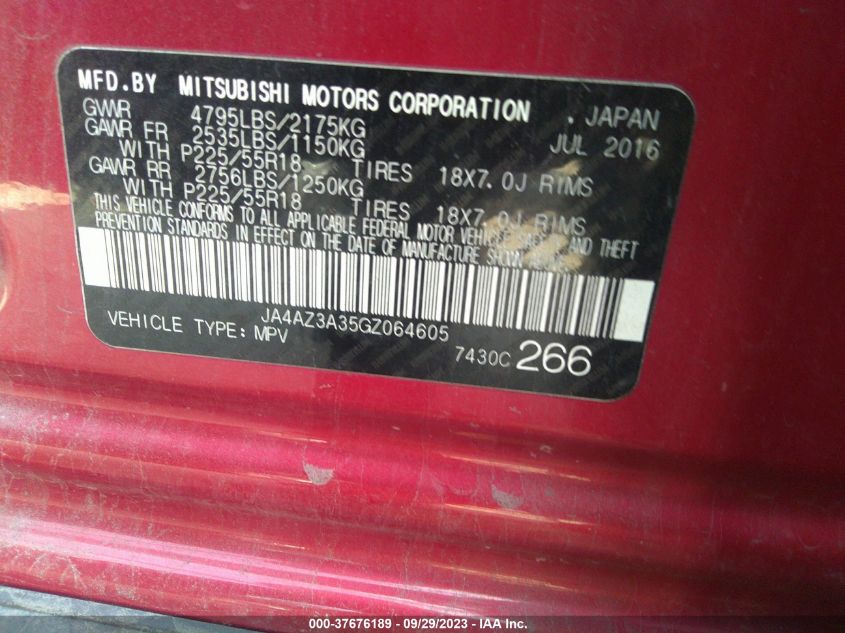 MFD.BY MITSUBISHI MOTORS CORPORATION . JAPAN
GVWR 4795LBS/2175KG JUL 2016
GAWR FR 2535LBS/1150KG
WITH P225/55R18 TIRES 18X7.0J RIMS
GAWR RR 2756LBS/1250KG
WITH P225/55R18 TIRES 18X7.0J RIMS
THIS VEHICLE CONFORMS TO ALL APPLICABLE FEDERAL MOTOR VEHICLE SAFETY AND THEFT
PREVENTION STANDARDS IN EFFECT ON THE DATE OF MANUFACTURE SHOWN
JA4AZ3A35GZ064605
VEHICLE TYPE: MPV
7430C 266
000-37676189 - 09/29/2023 - IAA Inc.